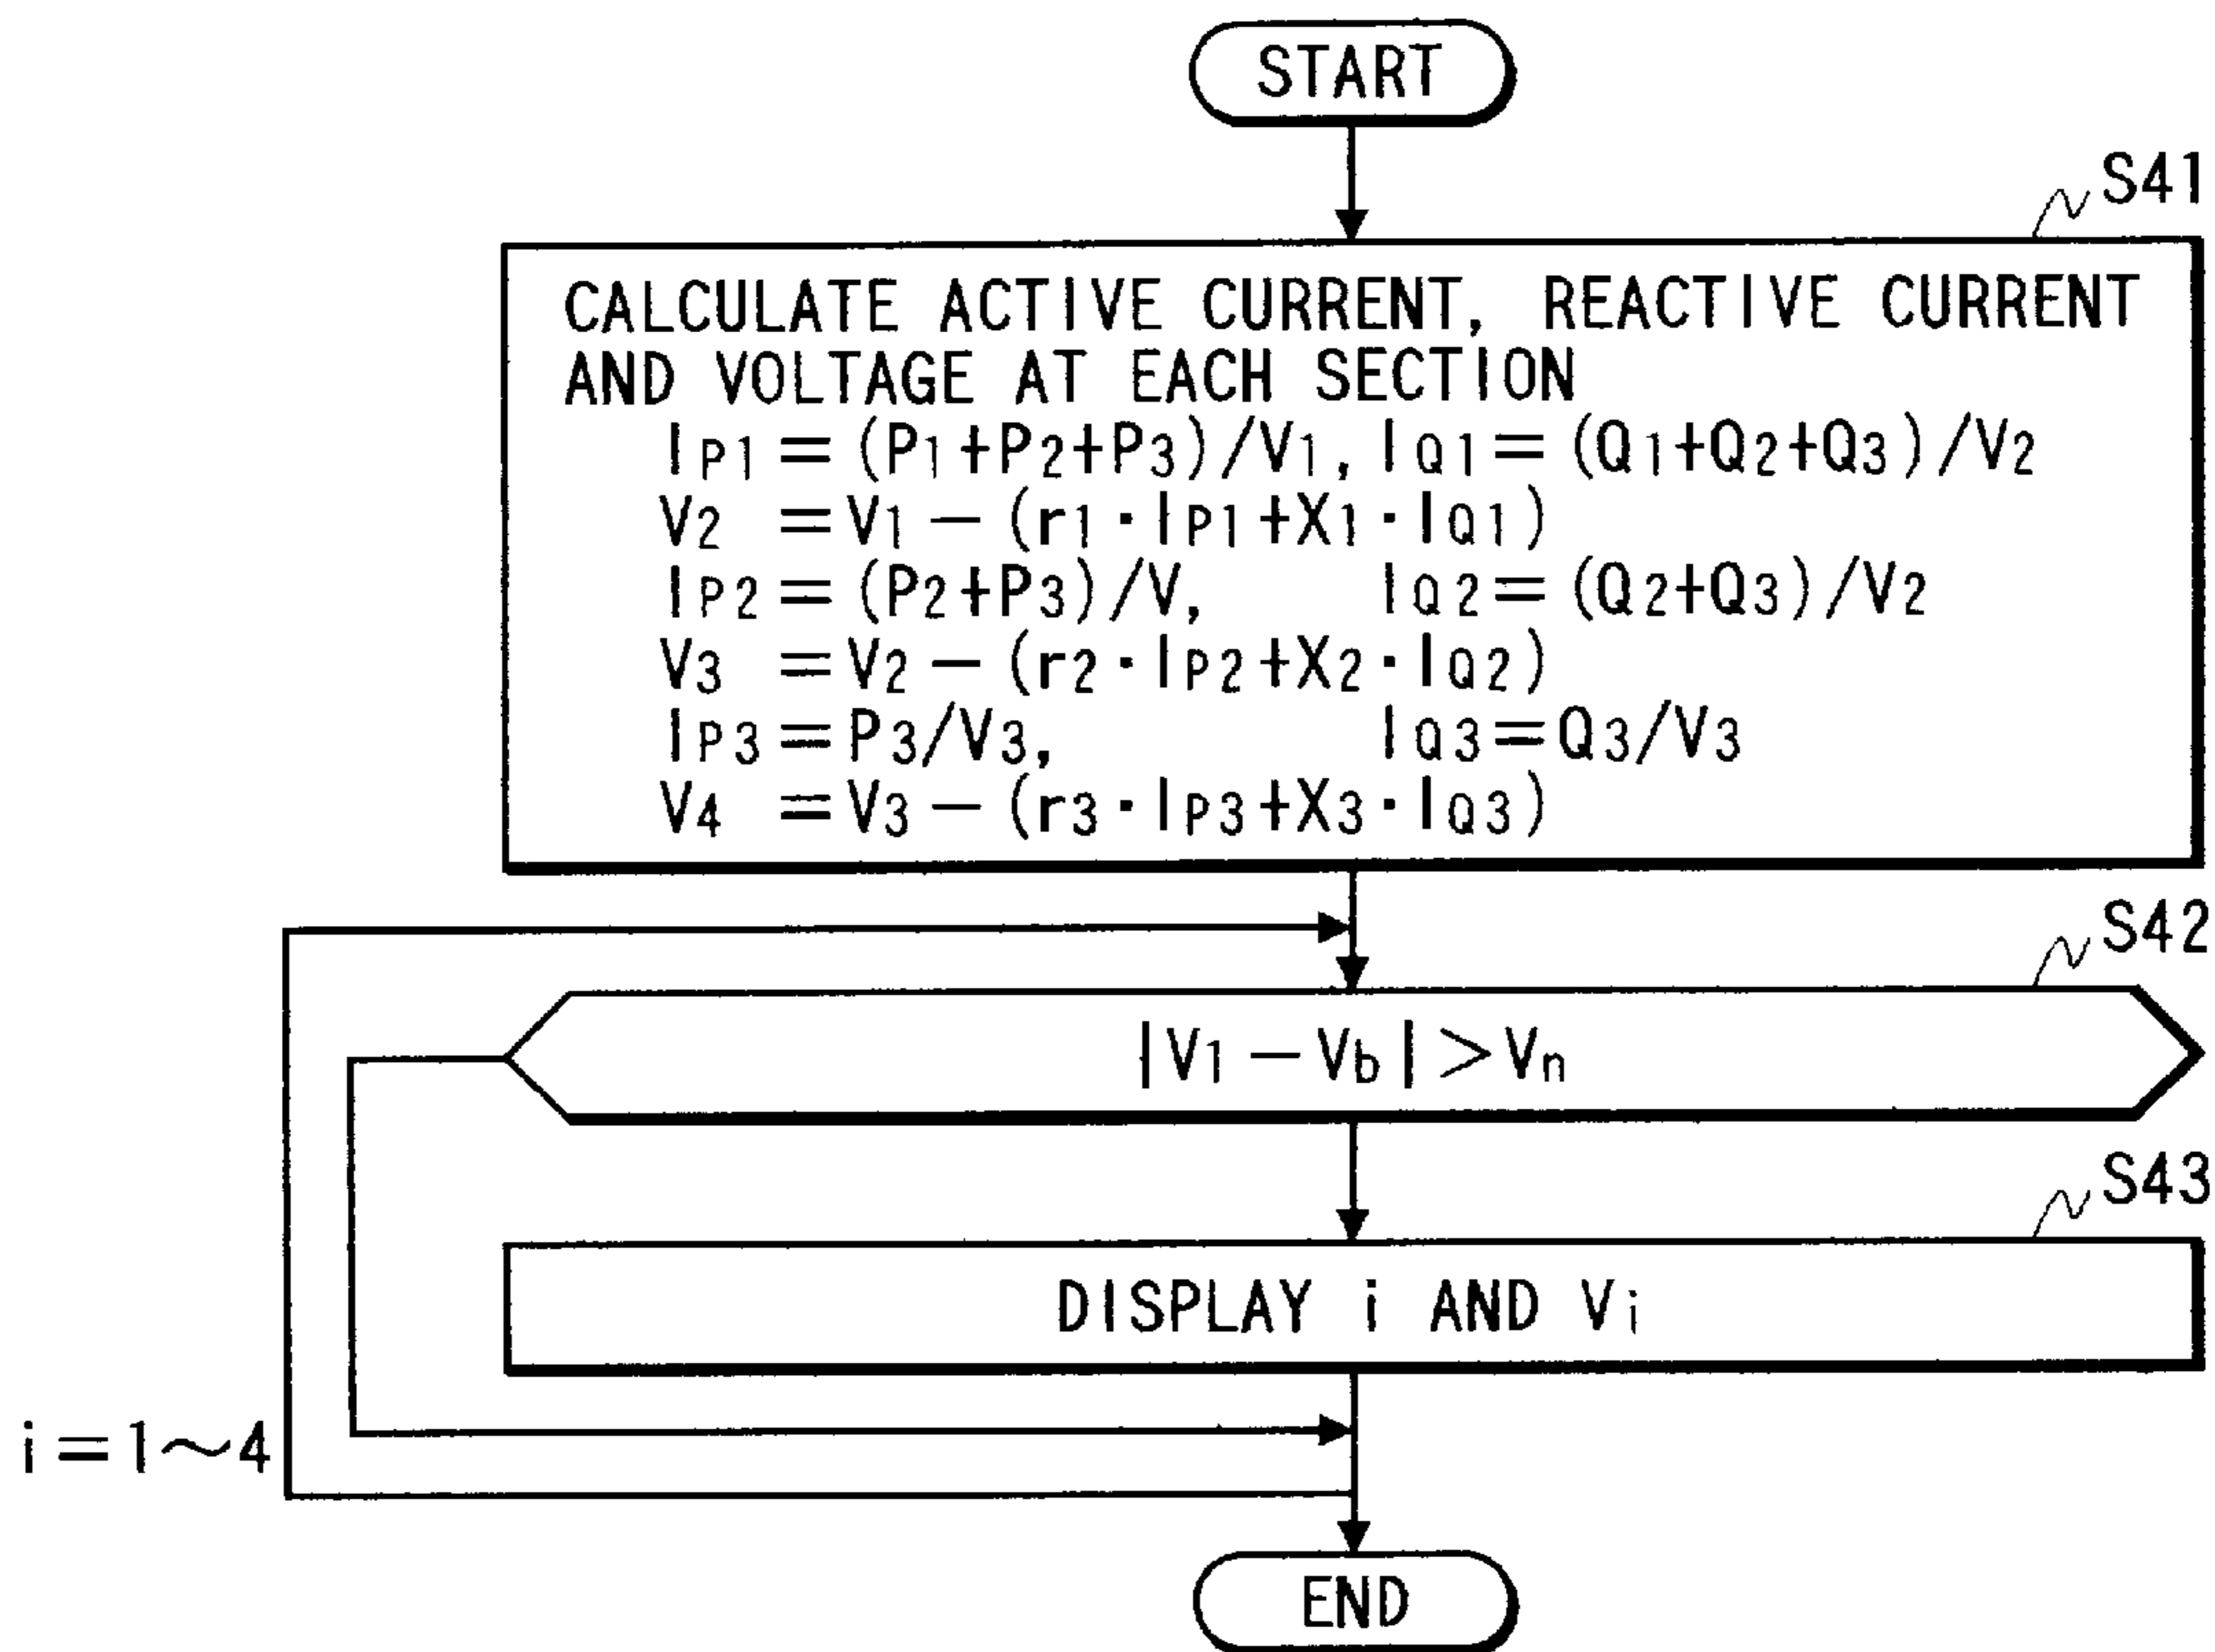 START
S41
CALCULATE ACTIVE CURRENT, REACTIVE CURRENT
AND VOLTAGE AT EACH SECTION
IP1=(P1+P2+P3)/V1, IQ1=(Q1+Q2+Q3)/V2
V2 =V1-(r1·IP1+X1·IQ1)
IP2=(P2+P3)/V, IQ2=(Q2+Q3)/V2
V3 =V2-(r2·IP2+X2·IQ2)
IP3=P3/V3, IQ3=Q3/V3
V4 =V3-(r3·IP3+X3·IQ3)
S42
|V1-Vb|>Vn
S43
DISPLAY i AND Vi
i=1~4
END